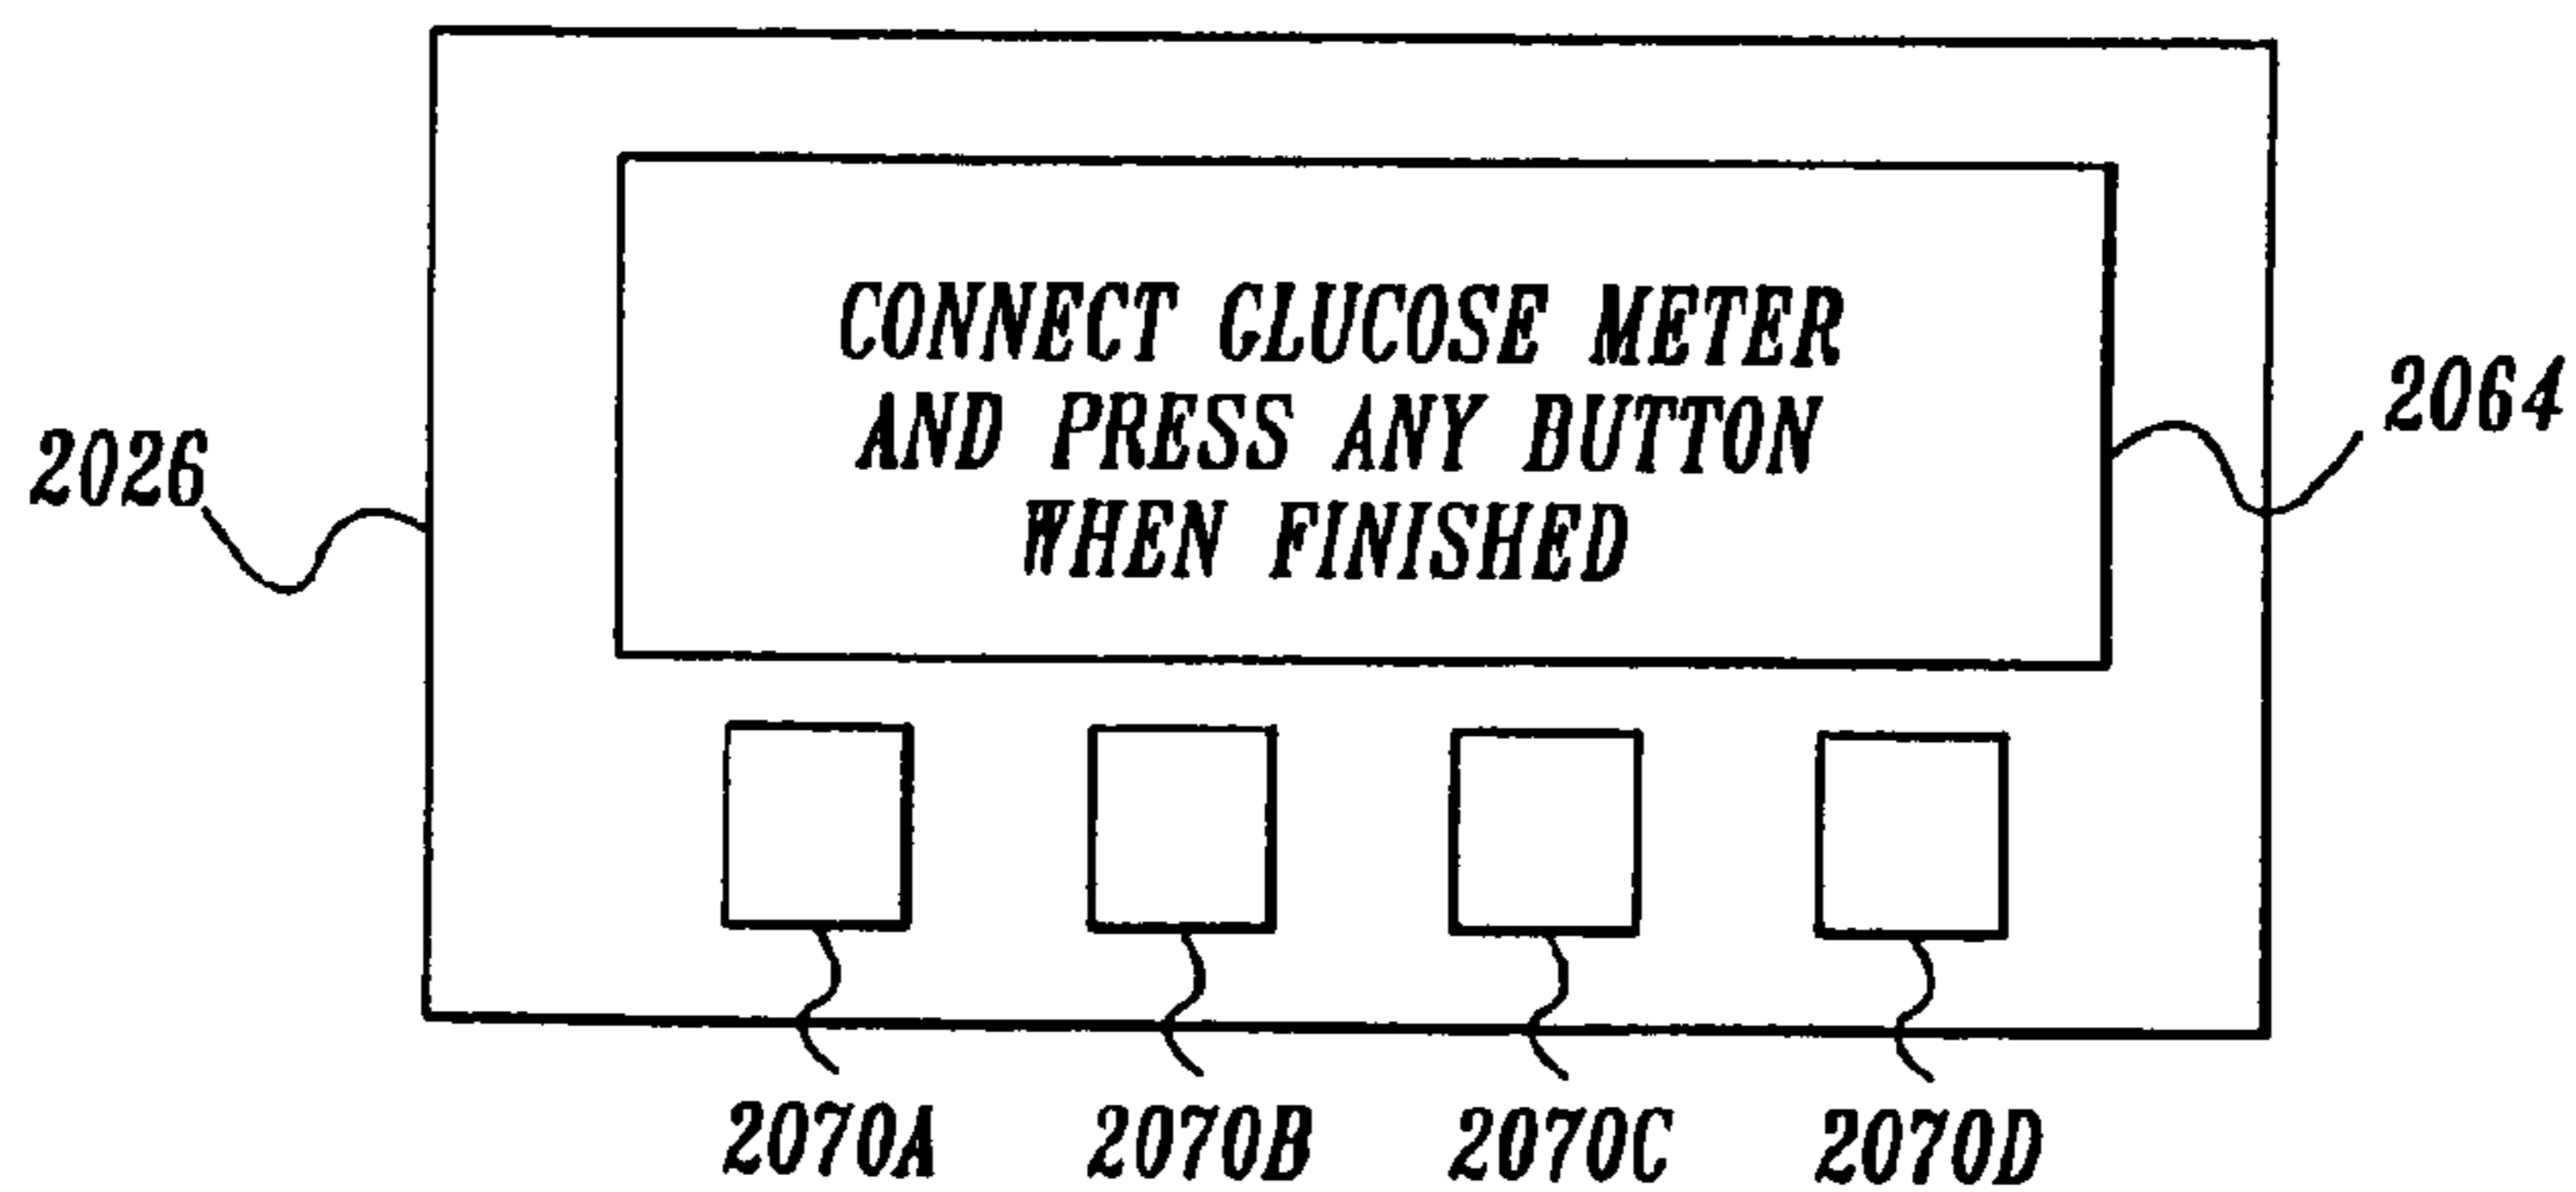 CONNECT GLUCOSE METER
AND PRESS ANY BUTTON
WHEN FINISHED
2026
2064
2070A 2070B 2070C 2070D